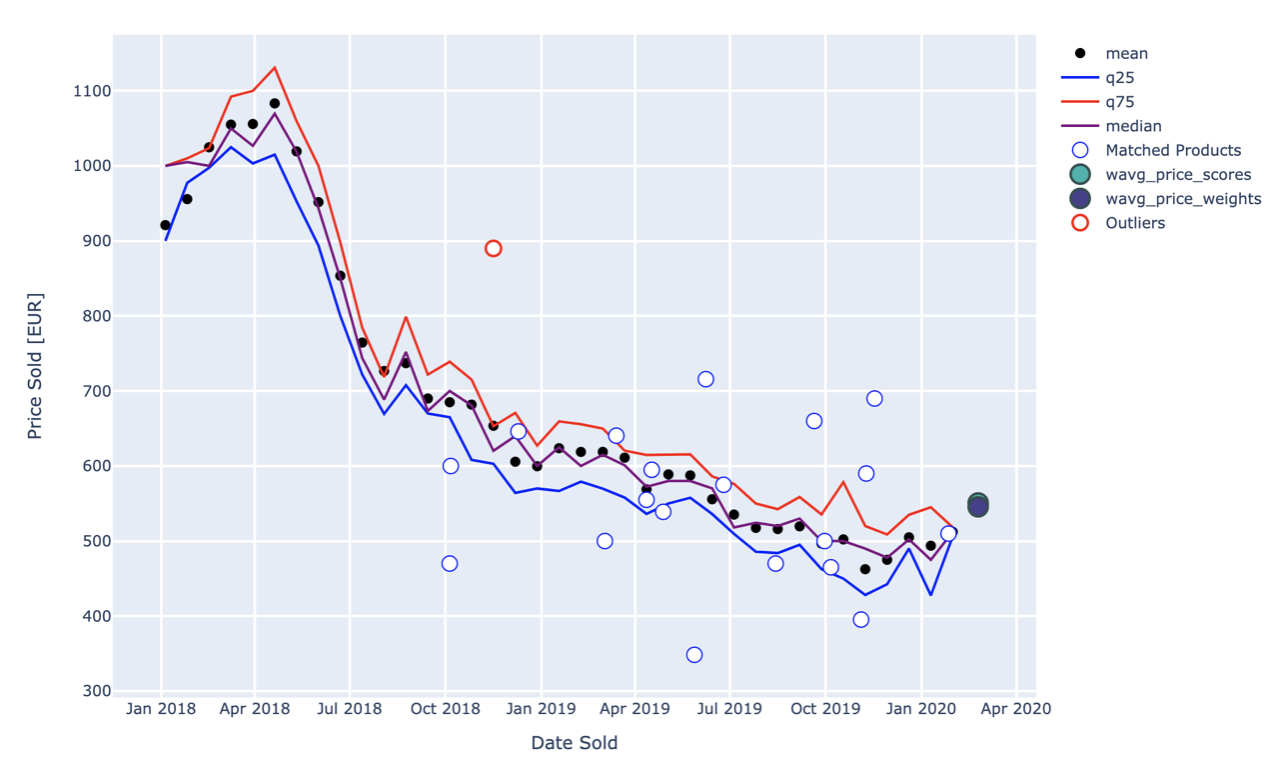 1100
1000
900
800
700
600
500
400
300
Price Sold [EUR]
Jan 2018 Apr 2018 Jul 2018 Oct 2018 Jan 2019 Apr 2019 Jul 2019 Oct 2019 Jan 2020 Apr 2020
Date Sold
mean
q25
q75
median
Matched Products
wavg_price_scores
wavg_price_weights
Outliers